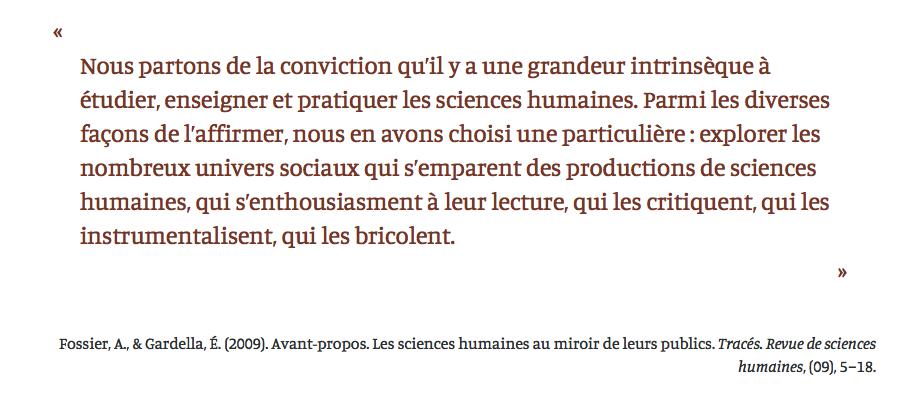 «
Nous partons de la conviction qu’il y a une grandeur intrinsèque à
étudier, enseigner et pratiquer les sciences humaines. Parmi les diverses
façons de l’affirmer, nous en avons choisi une particulière : explorer les
nombreux univers sociaux qui s’emparent des productions de sciences
humaines, qui s’enthousiasment à leur lecture, qui les critiquent, qui les
instrumentalisent, qui les bricolent.
»
Fossier, A., & Gardella, É. (2009). Avant-propos. Les sciences humaines au miroir de leurs publics. Tracés. Revue de sciences
humaines, (09), 5–18.